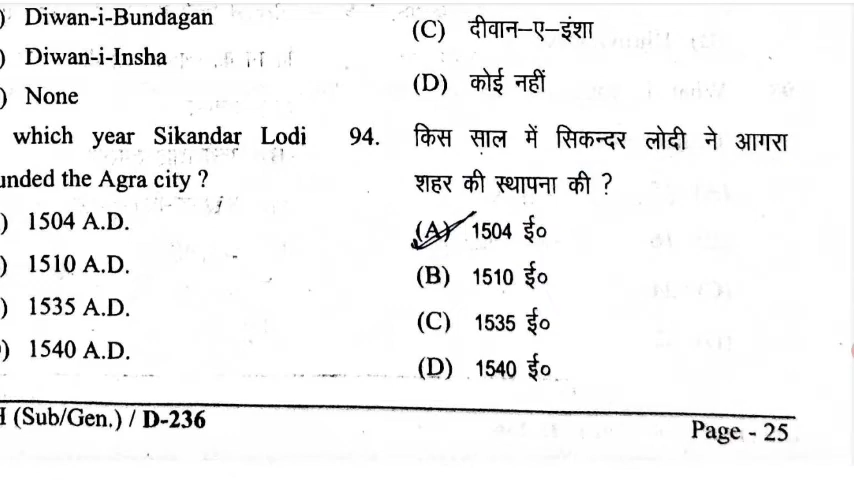 ) Diwan-i-Bundagan
) Diwan-i-Insha
) None
which year Sikandar Lodi
unded the Agra city ?
) 1504 A.D.
) 1510 A.D.
) 1535 A.D.
) 1540 A.D.
(C) दीवान–ए–इंशा
(D) कोई नहीं
94. किस साल में सिकन्दर लोदी ने आगरा
शहर की स्थापना की ?
(A) 1504 ई०
(B) 1510 ई०
(C) 1535 ई०
(D) 1540 ई०
H (Sub/Gen.) / D-236
Page - 25